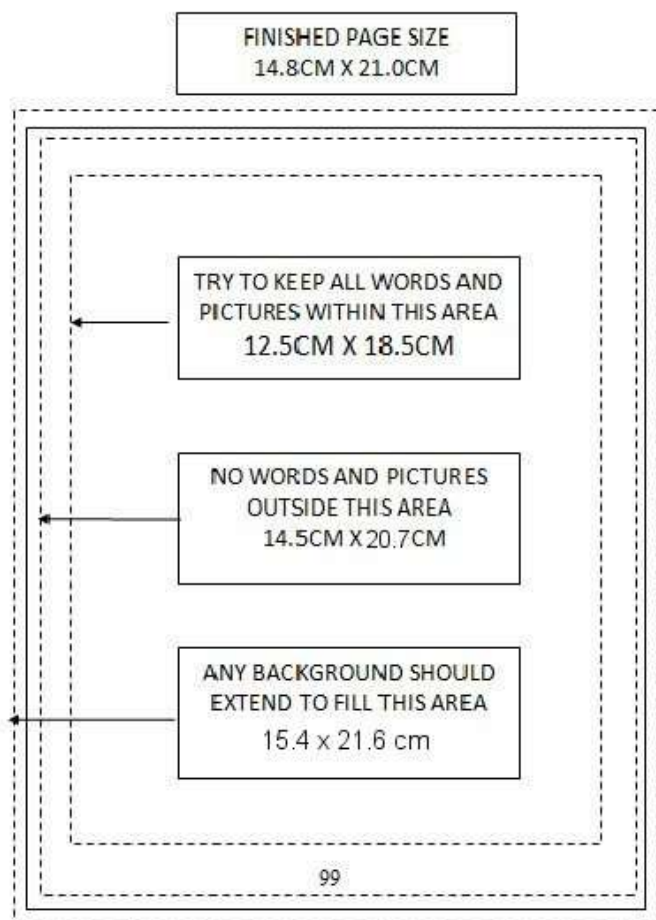 FINISHED PAGE SIZE
14.8CM X 21.0CM
TRY TO KEEP ALL WORDS AND
PICTURES WITHIN THIS AREA
12.5CM X 18.5CM
NO WORDS AND PICTURES
OUTSIDE THIS AREA
14.5CM X 20.7CM
ANY BACKGROUND SHOULD
EXTEND TO FILL THIS AREA
15.4 x 21.6 cm
99